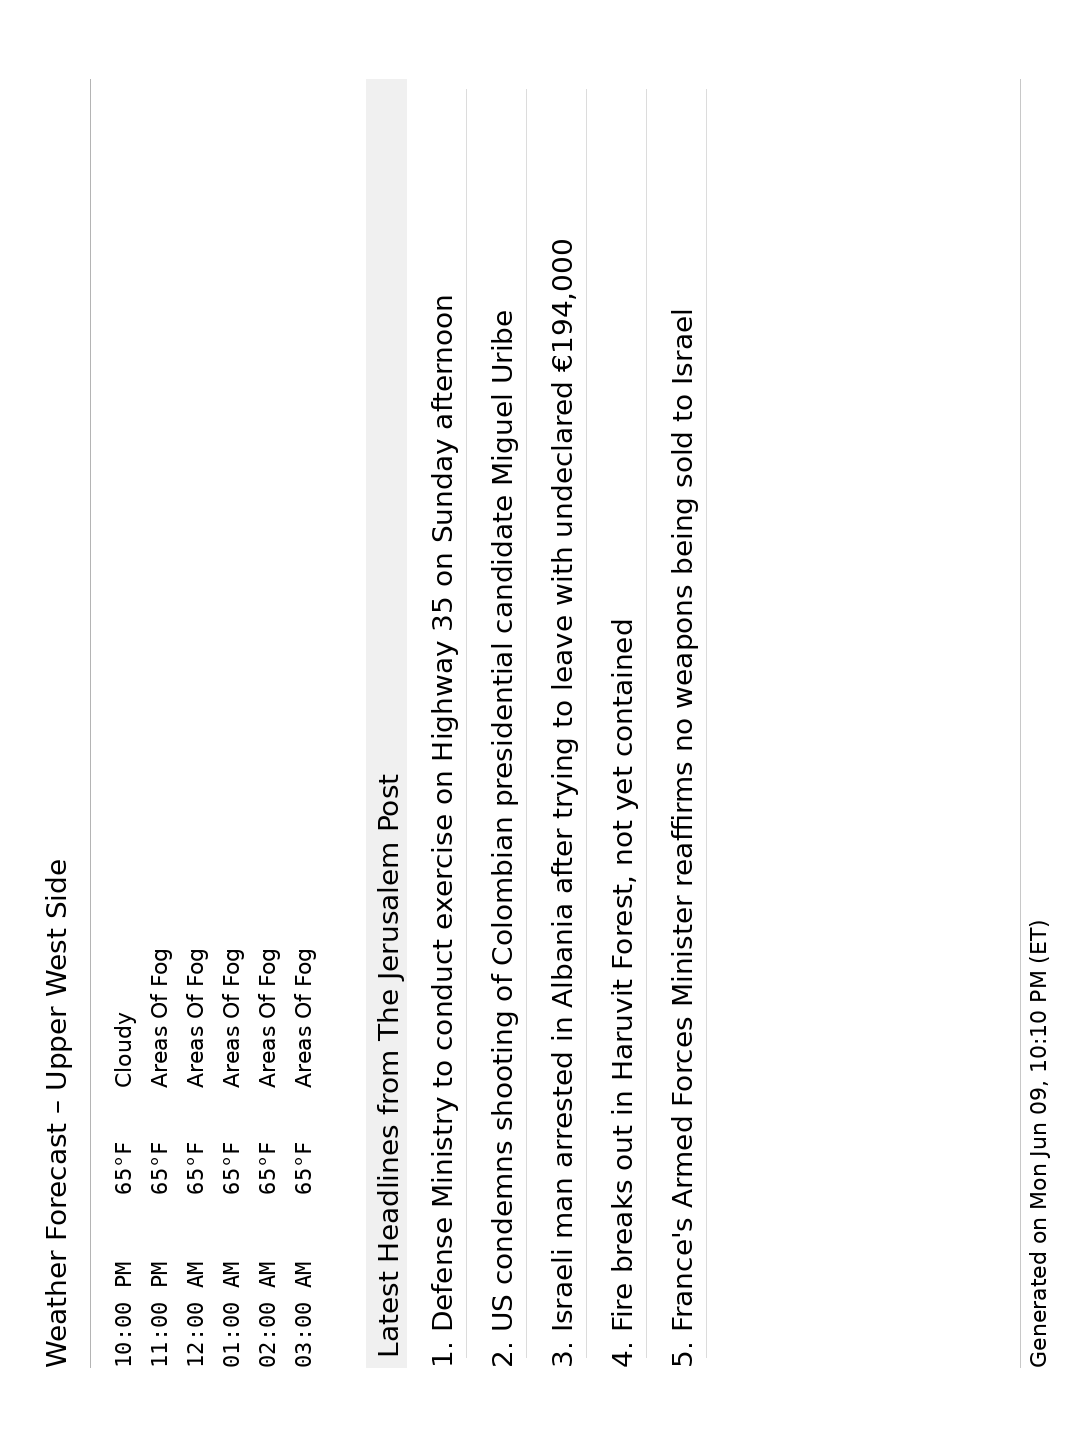 Weather Forecast – Upper West Side
10:00 PM 65°F Cloudy
11:00 PM 65°F Areas Of Fog
12:00 AM 65°F Areas Of Fog
01:00 AM 65°F Areas Of Fog
02:00 AM 65°F Areas Of Fog
03:00 AM 65°F Areas Of Fog
Latest Headlines from The Jerusalem Post
1. Defense Ministry to conduct exercise on Highway 35 on Sunday afternoon
2. US condemns shooting of Colombian presidential candidate Miguel Uribe
3. Israeli man arrested in Albania after trying to leave with undeclared €194,000
4. Fire breaks out in Haruvit Forest, not yet contained
5. France's Armed Forces Minister reaffirms no weapons being sold to Israel
Generated on Mon Jun 09, 10:10 PM (ET)